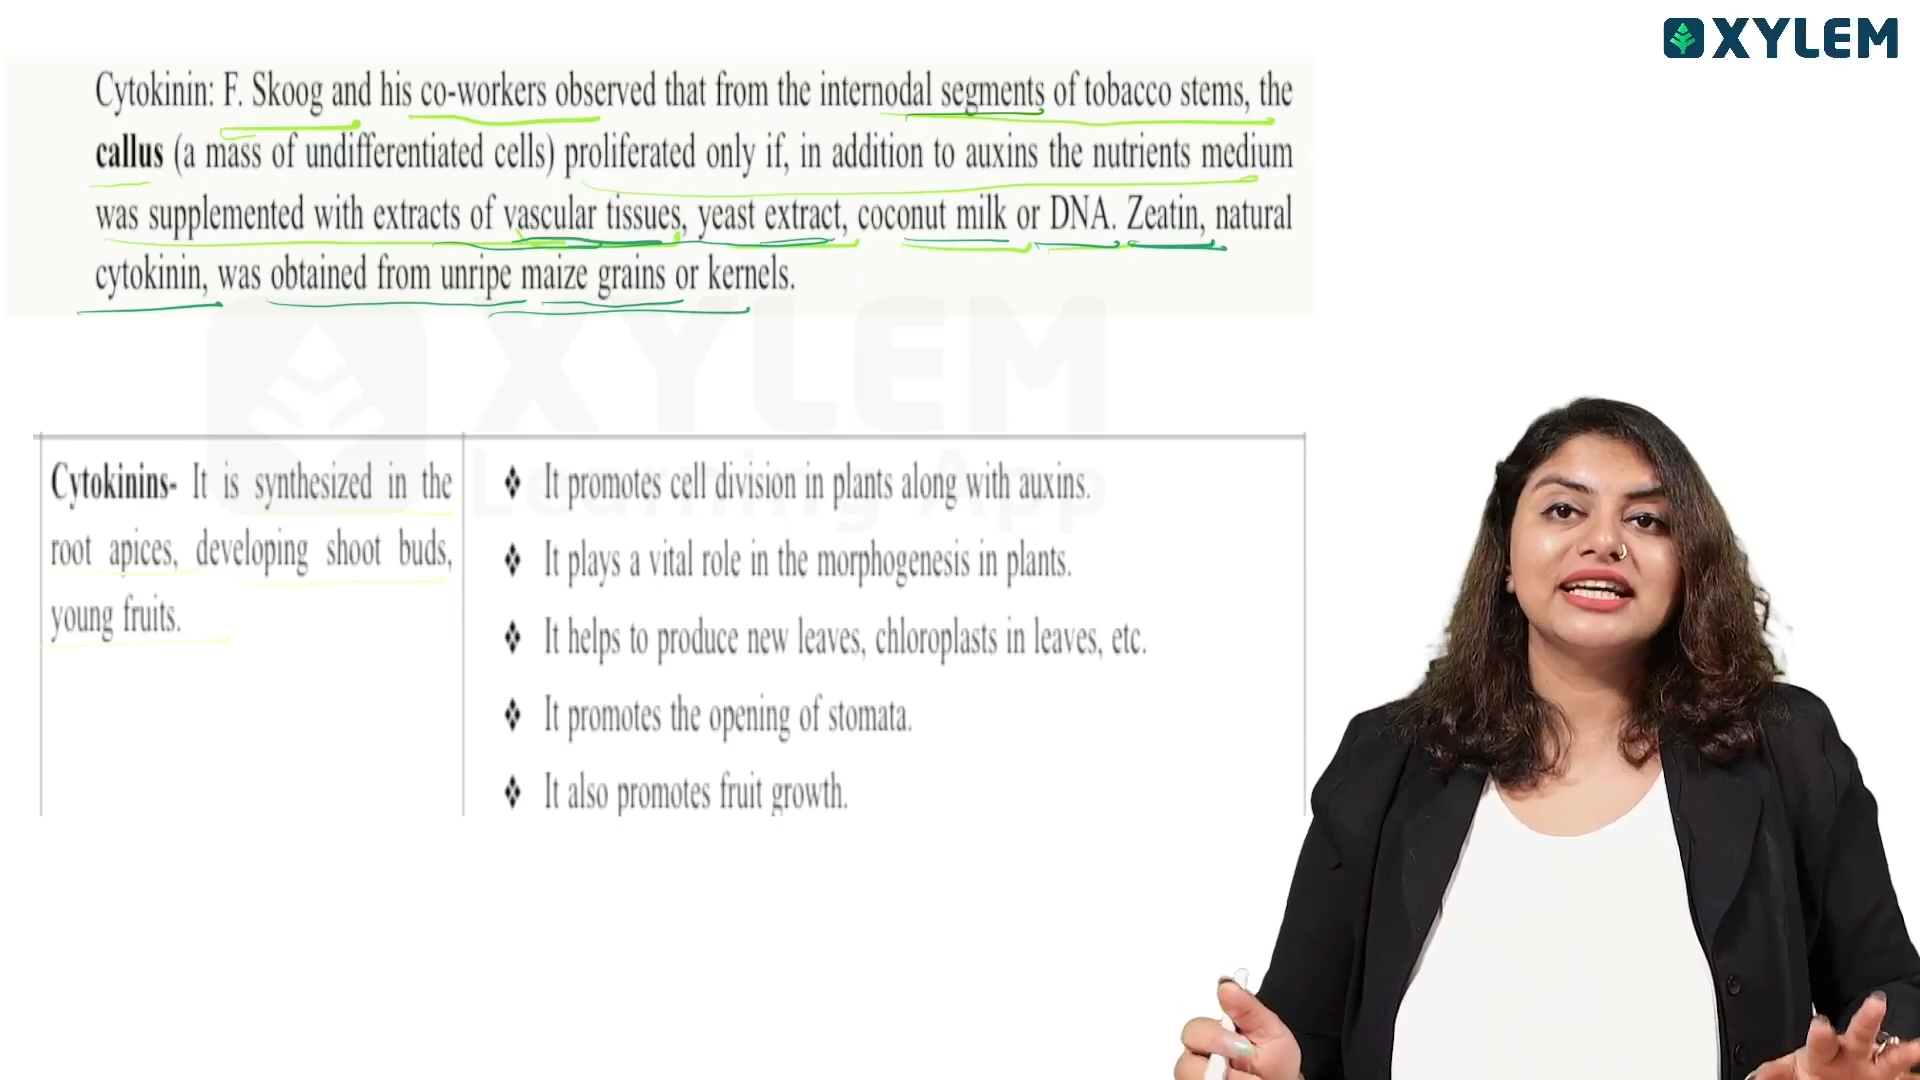 XYLEM
Cytokinin: F. Skoog and his co-workers observed that from the internodal segments of tobacco stems, the
callus (a mass of undifferentiated cells) proliferated only if, in addition to auxins the nutrients medium
was supplemented with extracts of vascular tissues, yeast extract, coconut milk or DNA. Zeatin, natural
cytokinin, was obtained from unripe maize grains or kernels.
XYLEM
Learning App
Cytokinins- It is synthesized in the
root apices, developing shoot buds,
young fruits.
❖ It promotes cell division in plants along with auxins.
❖ It plays a vital role in the morphogenesis in plants.
❖ It helps to produce new leaves, chloroplasts in leaves, etc.
❖ It promotes the opening of stomata.
❖ It also promotes fruit growth.